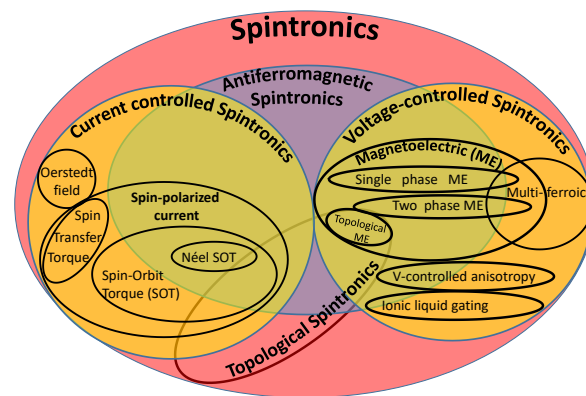 Spintronics
Antiferromagnetic
Spintronics
Current controlled Spintronics
Voltage-controlled Spintronics
Magnetoelectric (ME)
Oerstedt
field
Single phase ME
Multi-ferroic
Spin-polarized
current
Two phase ME
Spin
Transfer
Torque
Topological
ME
Néel SOT
Spin-Orbit
Torque (SOT)
V-controlled anisotropy
Ionic liquid gating
Topological Spintronics